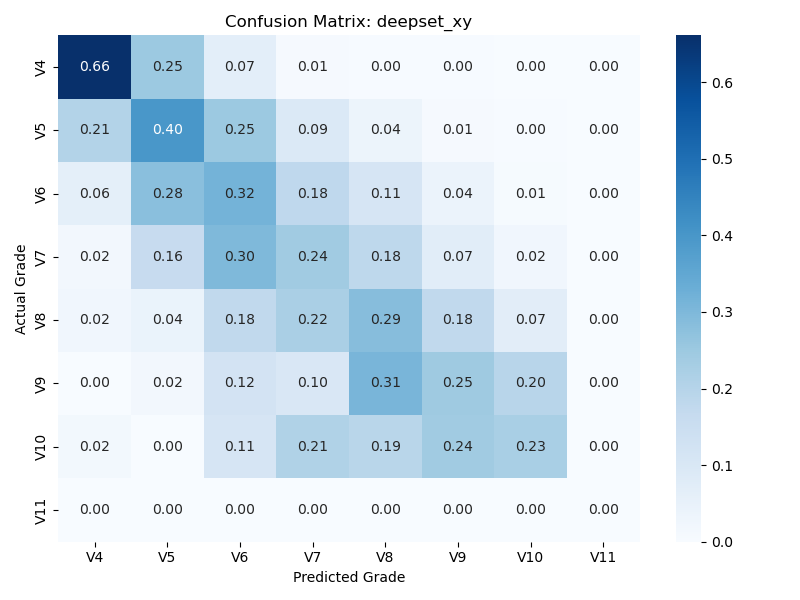 Confusion Matrix: deepset_xy
V4 0.66 0.25 0.07 0.01 0.00 0.00 0.00 0.00
V5 0.21 0.40 0.25 0.09 0.04 0.01 0.00 0.00
V6 0.06 0.28 0.32 0.18 0.11 0.04 0.01 0.00
V7 0.02 0.16 0.30 0.24 0.18 0.07 0.02 0.00
V8 0.02 0.04 0.18 0.22 0.29 0.18 0.07 0.00
V9 0.00 0.02 0.12 0.10 0.31 0.25 0.20 0.00
V10 0.02 0.00 0.11 0.21 0.19 0.24 0.23 0.00
V11 0.00 0.00 0.00 0.00 0.00 0.00 0.00 0.00
V4 V5 V6 V7 V8 V9 V10 V11
Predicted Grade
Actual Grade
0.6
0.5
0.4
0.3
0.2
0.1
0.0